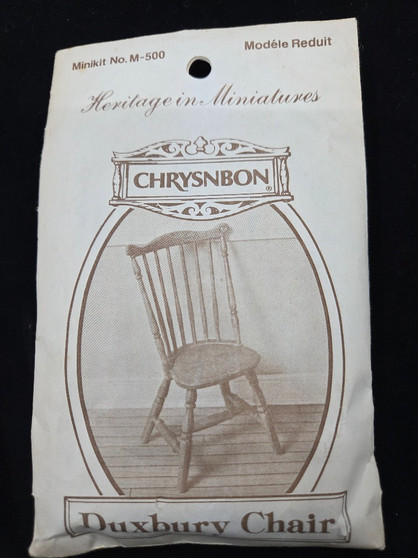 Minikit No. M-500 Modéle Reduit
Heritage in Miniatures
CHRYSNBON®
Duxbury Chair